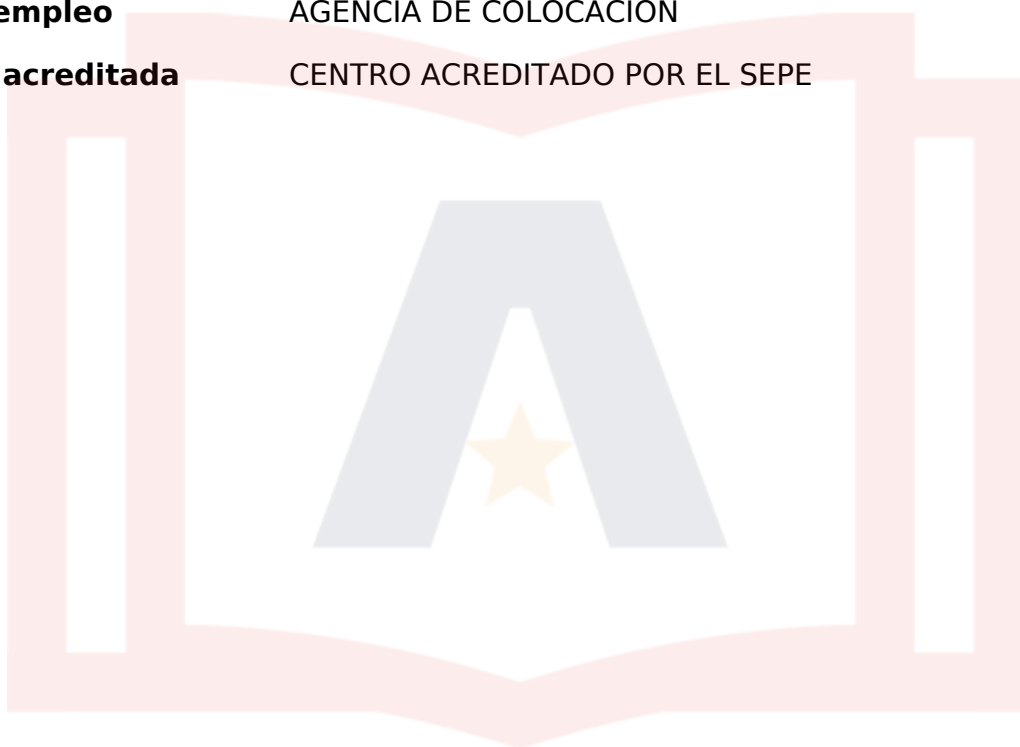 empleo AGENCIA DE COLOCACIÓN
acreditada CENTRO ACREDITADO POR EL SEPE